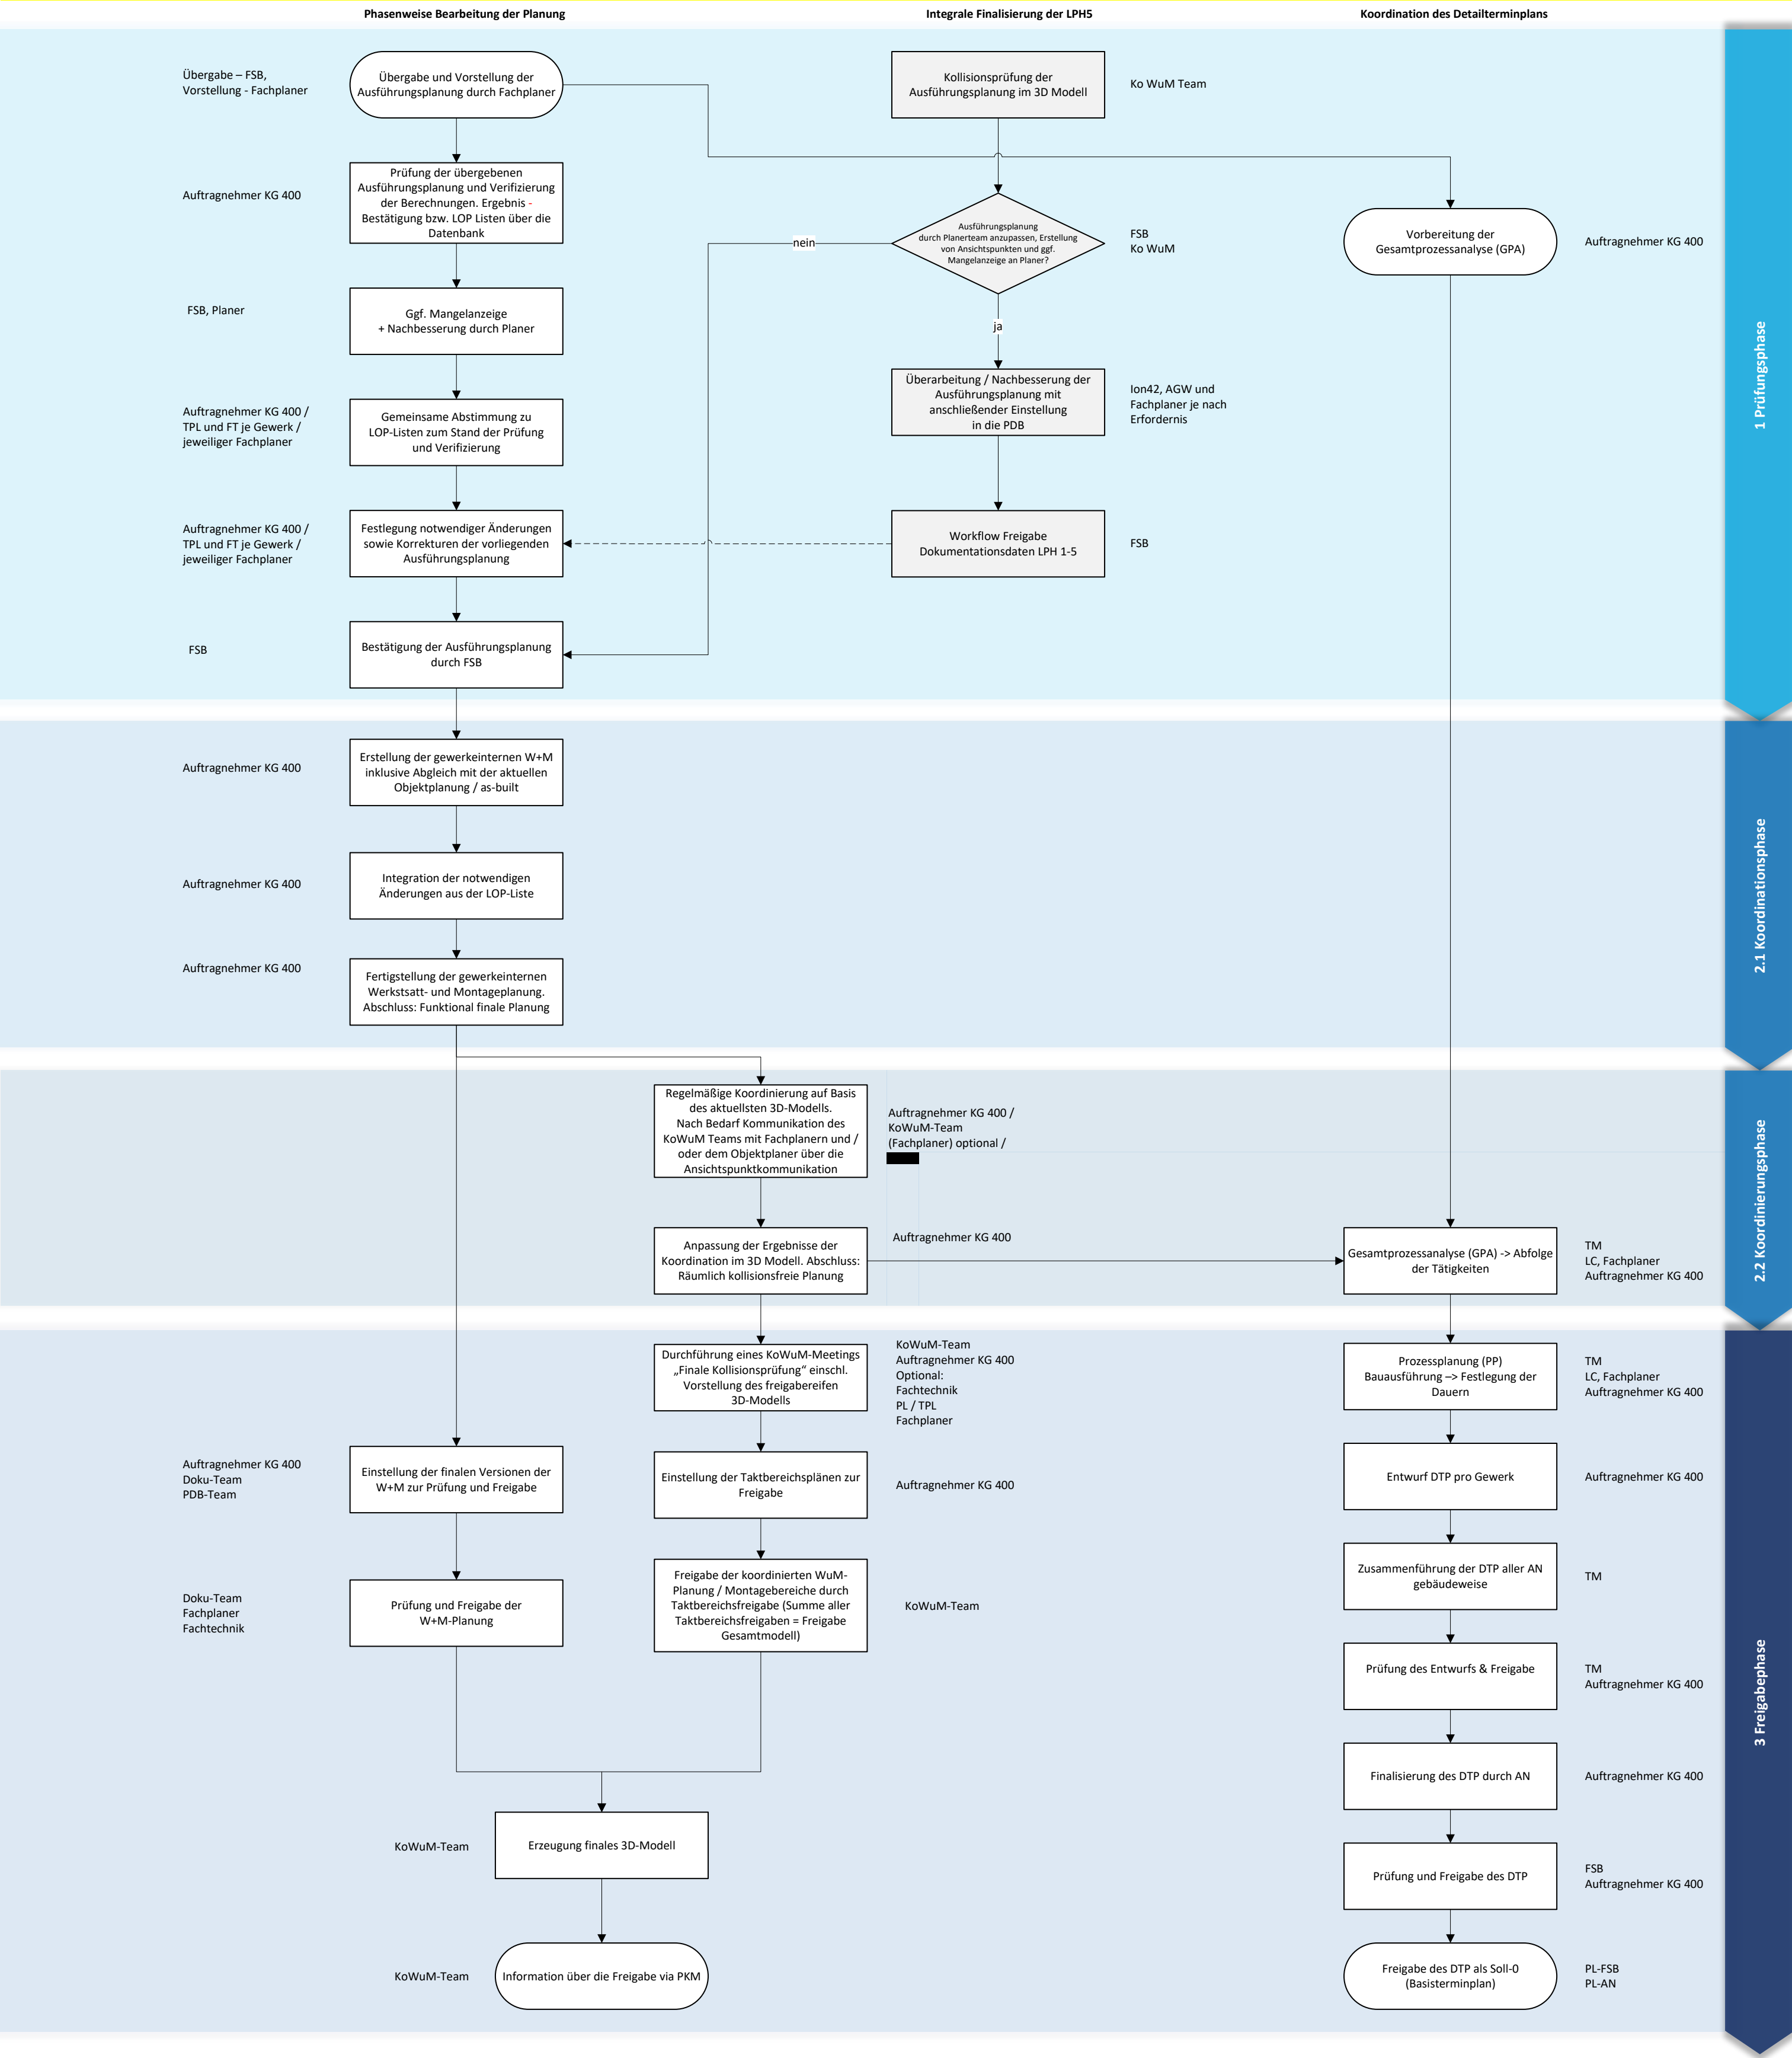 Phasenweise Bearbeitung der Planung
Integrale Finalisierung der LPH5
Koordination des Detailterminplans
Übergabe – FSB,
Vorstellung - Fachplaner
Übergabe und Vorstellung der
Ausführungsplanung durch Fachplaner
Kollisionsprüfung der
Ausführungsplanung im 3D Modell
Ko WuM Team
Auftragnehmer KG 400
Prüfung der übergebenen
Ausführungsplanung und Verifizierung
der Berechnungen. Ergebnis -
Bestätigung bzw. LOP Listen über die
Datenbank
nein
Ausführungsplanung
durch Planerteam anzupassen, Erstellung
von Ansichtspunkten und ggf.
Mangelanzeige an Planer?
FSB
Ko WuM
Vorbereitung der
Gesamtprozessanalyse (GPA)
Auftragnehmer KG 400
FSB, Planer
Ggf. Mangelanzeige
+ Nachbesserung durch Planer
ja
1 Prüfungsphase
Auftragnehmer KG 400 /
TPL und FT je Gewerk /
jeweiliger Fachplaner
Gemeinsame Abstimmung zu
LOP-Listen zum Stand der Prüfung
und Verifizierung
Überarbeitung / Nachbesserung der
Ausführungsplanung mit
anschließender Einstellung
in die PDB
Ion42, AGW und
Fachplaner je nach
Erfordernis
Auftragnehmer KG 400 /
TPL und FT je Gewerk /
jeweiliger Fachplaner
Festlegung notwendiger Änderungen
sowie Korrekturen der vorliegenden
Ausführungsplanung
Workflow Freigabe
Dokumentationsdaten LPH 1-5
FSB
FSB
Bestätigung der Ausführungsplanung
durch FSB
Auftragnehmer KG 400
Erstellung der gewerkeinternen W+M
inklusive Abgleich mit der aktuellen
Objektplanung / as-built
2.1 Koordinationsphase
Auftragnehmer KG 400
Integration der notwendigen
Änderungen aus der LOP-Liste
Auftragnehmer KG 400
Fertigstellung der gewerkeinternen
Werkstsatt- und Montageplanung.
Abschluss: Funktional finale Planung
Regelmäßige Koordinierung auf Basis
des aktuellsten 3D-Modells.
Nach Bedarf Kommunikation des
KoWuM Teams mit Fachplanern und /
oder dem Objektplaner über die
Ansichtspunktkommunikation
Auftragnehmer KG 400 /
KoWuM-Team
(Fachplaner) optional /
2.2 Koordinierungsphase
Anpassung der Ergebnisse der
Koordination im 3D Modell. Abschluss:
Räumlich kollisionsfreie Planung
Auftragnehmer KG 400
Gesamtprozessanalyse (GPA) -> Abfolge
der Tätigkeiten
TM
LC, Fachplaner
Auftragnehmer KG 400
Durchführung eines KoWuM-Meetings
„Finale Kollisionsprüfung“ einschl.
Vorstellung des freigabereifen
3D-Modells
KoWuM-Team
Auftragnehmer KG 400
Optional:
Fachtechnik
PL / TPL
Fachplaner
Prozessplanung (PP)
Bauausführung –> Festlegung der
Dauern
TM
LC, Fachplaner
Auftragnehmer KG 400
Auftragnehmer KG 400
Doku-Team
PDB-Team
Einstellung der finalen Versionen der
W+M zur Prüfung und Freigabe
Einstellung der Taktbereichsplänen zur
Freigabe
Auftragnehmer KG 400
Entwurf DTP pro Gewerk
Auftragnehmer KG 400
Doku-Team
Fachplaner
Fachtechnik
Prüfung und Freigabe der
W+M-Planung
Freigabe der koordinierten WuM-
Planung / Montagebereiche durch
Taktbereichsfreigabe (Summe aller
Taktbereichsfreigaben = Freigabe
Gesamtmodell)
KoWuM-Team
Zusammenführung der DTP aller AN
gebäudeweise
TM
Prüfung des Entwurfs & Freigabe
TM
Auftragnehmer KG 400
3 Freigabephase
Finalisierung des DTP durch AN
Auftragnehmer KG 400
KoWuM-Team
Erzeugung finales 3D-Modell
Prüfung und Freigabe des DTP
FSB
Auftragnehmer KG 400
KoWuM-Team
Information über die Freigabe via PKM
Freigabe des DTP als Soll-0
(Basisterminplan)
PL-FSB
PL-AN